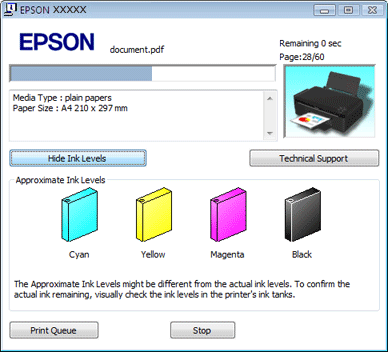 EPSON XXXXX
EPSON
document.pdf
Remaining 0 sec
Page:28/60
Media Type : plain papers
Paper Size : A4 210 x 297 mm
Hide Ink Levels
Technical Support
Approximate Ink Levels
Cyan
Yellow
Magenta
Black
The Approximate Ink Levels might be different from the actual ink levels. To confirm the
actual ink remaining, visually check the ink levels in the printer's ink tanks.
Print Queue
Stop